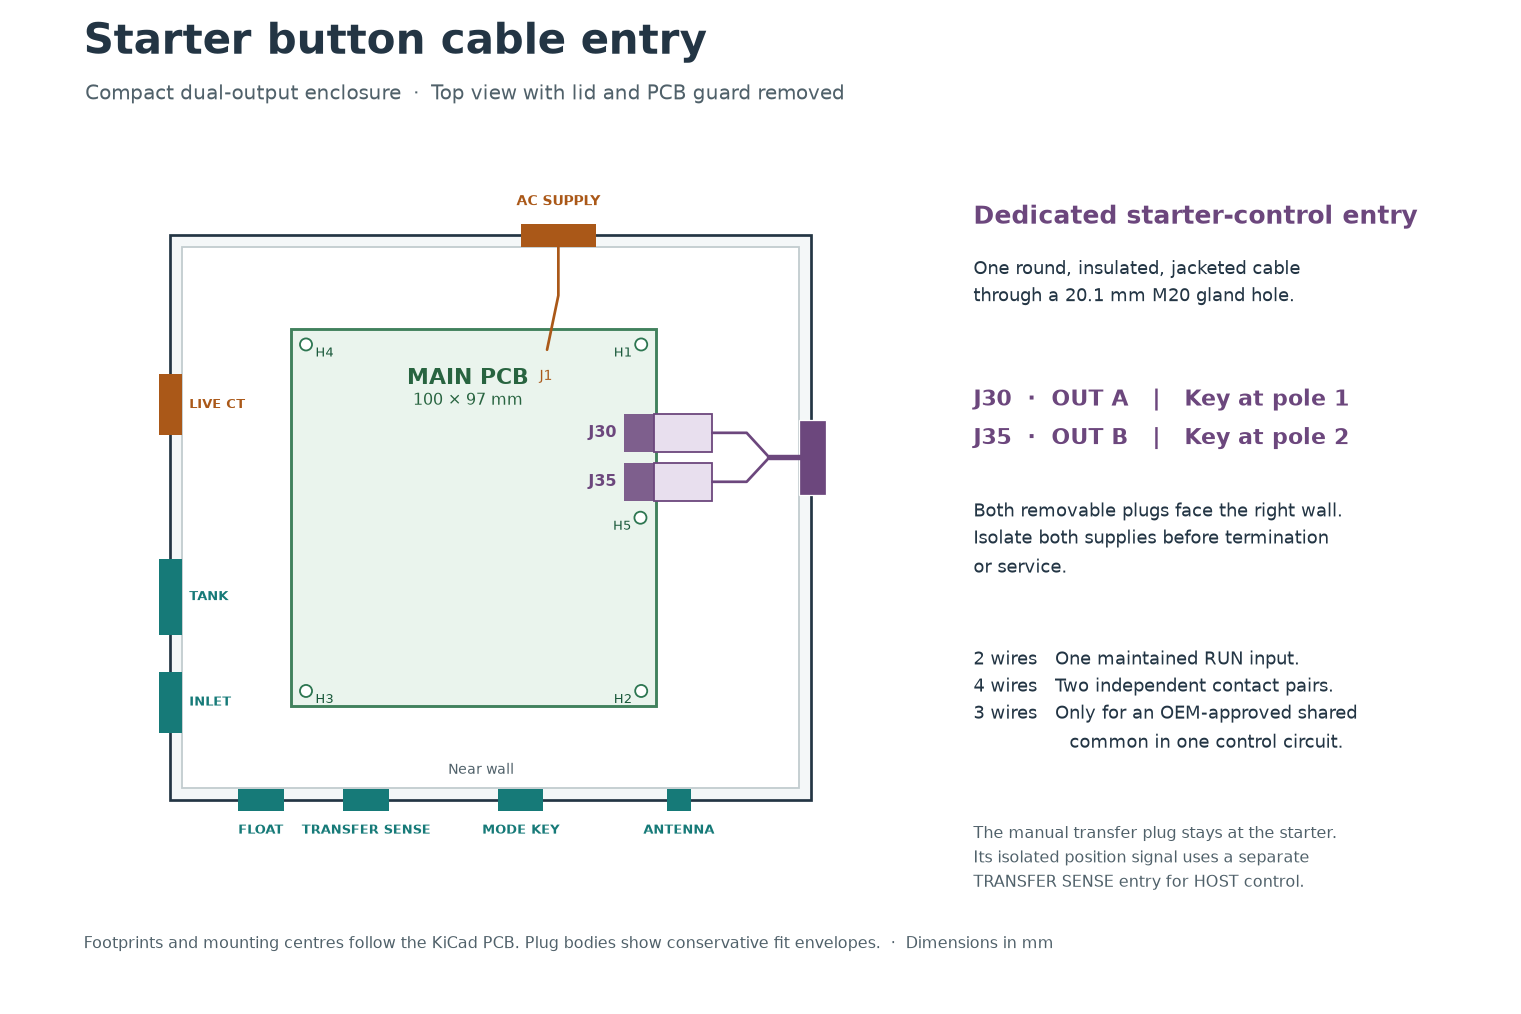 Starter button cable entry
Compact dual-output enclosure · Top view with lid and PCB guard removed
AC SUPPLY
H4
H1
MAIN PCB
J1
100 × 97 mm
LIVE CT
J30
J35
H5
TANK
INLET
H3
H2
Near wall
FLOAT
TRANSFER SENSE
MODE KEY
ANTENNA
Dedicated starter-control entry
One round, insulated, jacketed cable
through a 20.1 mm M20 gland hole.
J30 · OUT A | Key at pole 1
J35 · OUT B | Key at pole 2
Both removable plugs face the right wall.
Isolate both supplies before termination
or service.
2 wires One maintained RUN input.
4 wires Two independent contact pairs.
3 wires Only for an OEM-approved shared
common in one control circuit.
The manual transfer plug stays at the starter.
Its isolated position signal uses a separate
TRANSFER SENSE entry for HOST control.
Footprints and mounting centres follow the KiCad PCB. Plug bodies show conservative fit envelopes. · Dimensions in mm